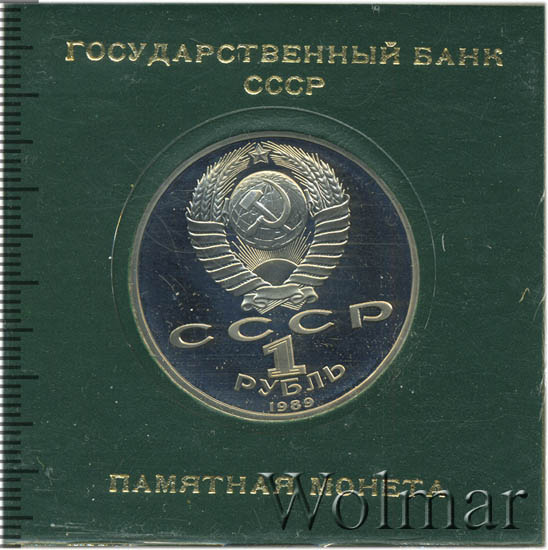 ГОСУДАРСТВЕННЫЙ БАНК
СССР
СССР
1
РУБЛЬ
1989
ПАМЯТНАЯ МОНЕТА
Wolmar